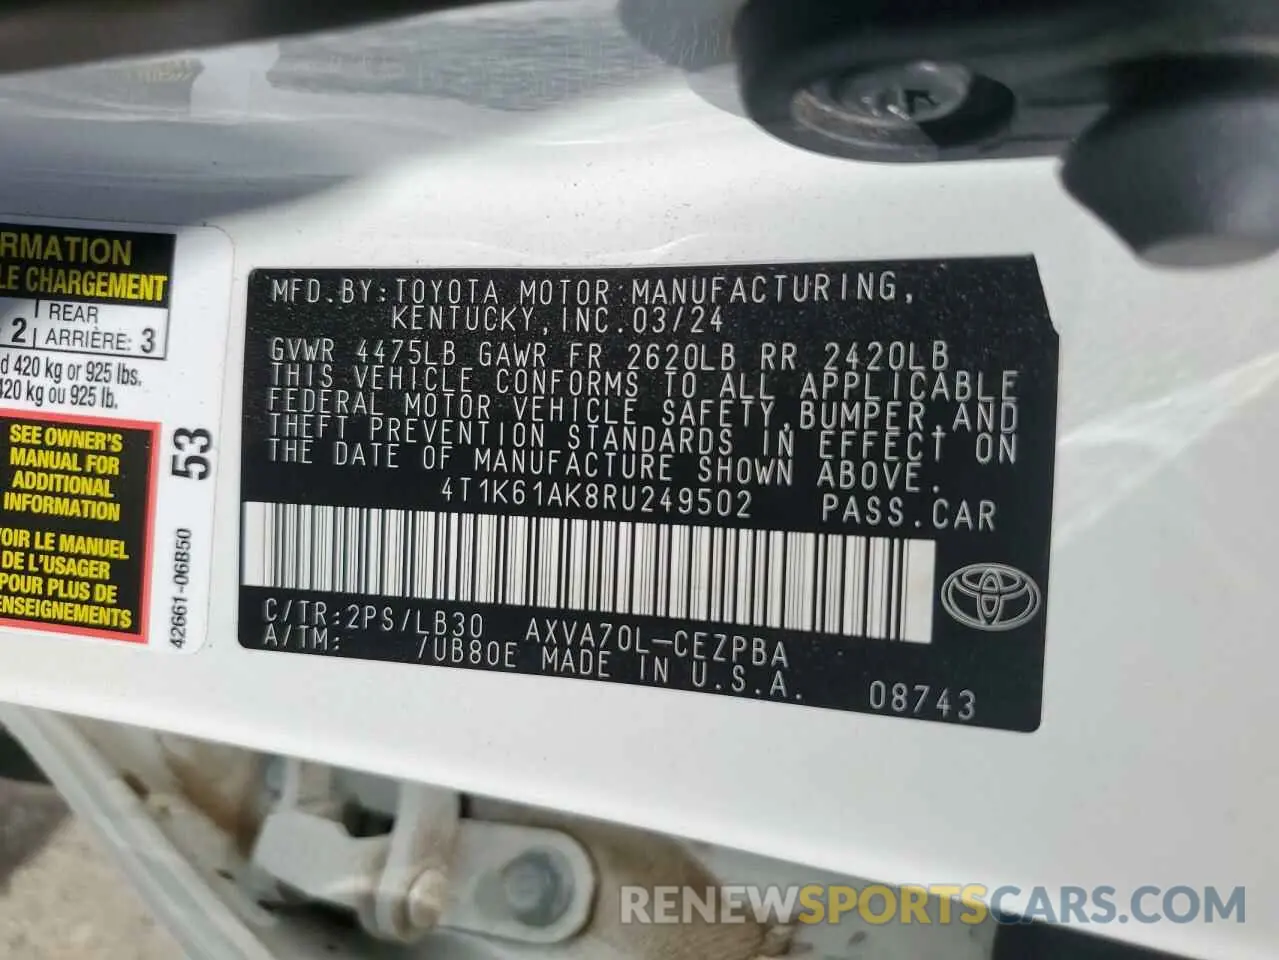 RMATION
LE CHARGEMENT
2 REAR
ARRIÈRE: 3
d 420 kg or 925 lbs.
420 kg ou 925 lb.
SEE OWNER'S
MANUAL FOR
ADDITIONAL
INFORMATION
VOIR LE MANUEL
DE L'USAGER
POUR PLUS DE
ENSEIGNEMENTS
53
42661-06B50
MFD.BY:TOYOTA MOTOR MANUFACTURING,
KENTUCKY,INC.03/24
GVWR 4475LB GAWR FR 2620LB RR 2420LB
THIS VEHICLE CONFORMS TO ALL APPLICABLE
FEDERAL MOTOR VEHICLE SAFETY,BUMPER,AND
THEFT PREVENTION STANDARDS IN EFFECT ON
THE DATE OF MANUFACTURE SHOWN ABOVE.
4T1K61AK8RU249502 PASS.CAR
C/TR:2PS/LB30 AXVA70L-CEZPBA
A/TM: /UB80E MADE IN U.S.A.
08743
RENEWSPORTSCARS.COM